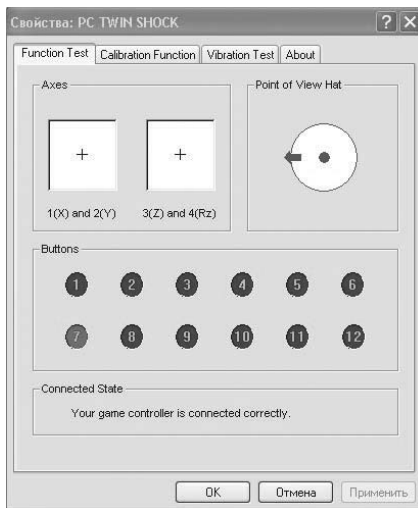 Свойства: PC TWIN SHOCK
Function Test Calibration Function Vibration Test About
Axes
Point of View Hat
1(X) and 2(Y) 3(Z) and 4(Rz)
Buttons
1 2 3 4 5 6
7 8 9 10 11 12
Connected State
Your game controller is connected correctly.
OK Отмена Применить